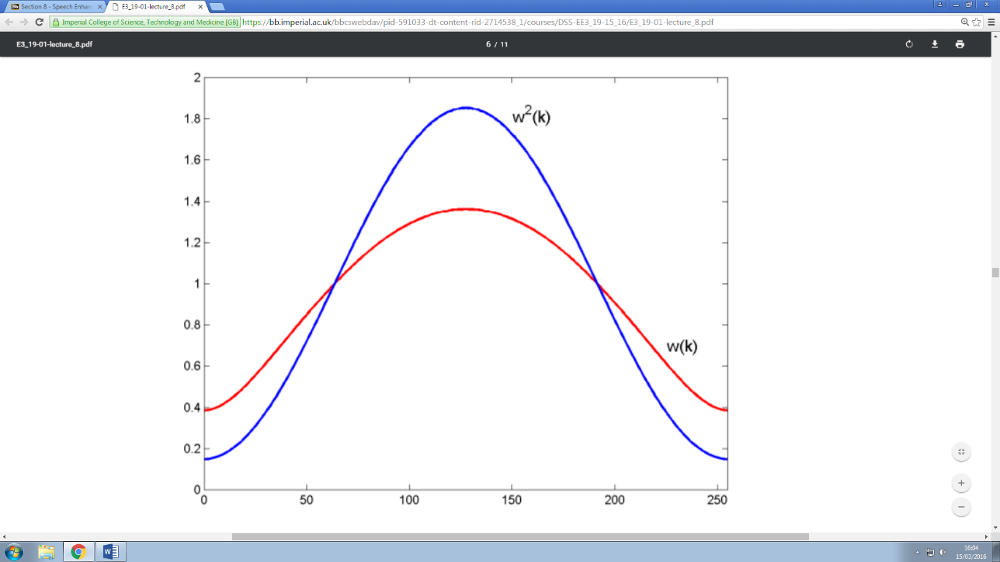 Section 8 - Speech Enhan
E3_19-01-lecture_8.pdf
Imperial College of Science, Technology and Medicine [GB]
https://bb.imperial.ac.uk/bbcswebdav/pid-591033-dt-content-rid-2714538_1/courses/DSS-EE3_19-15_16/E3_19-01-lecture_8.pdf
E3_19-01-lecture_8.pdf
6 / 11
2
1.8
1.6
1.4
1.2
1
0.8
0.6
0.4
0.2
0
w²(k)
w(k)
0 50 100 150 200 250
16:04
15/03/2016